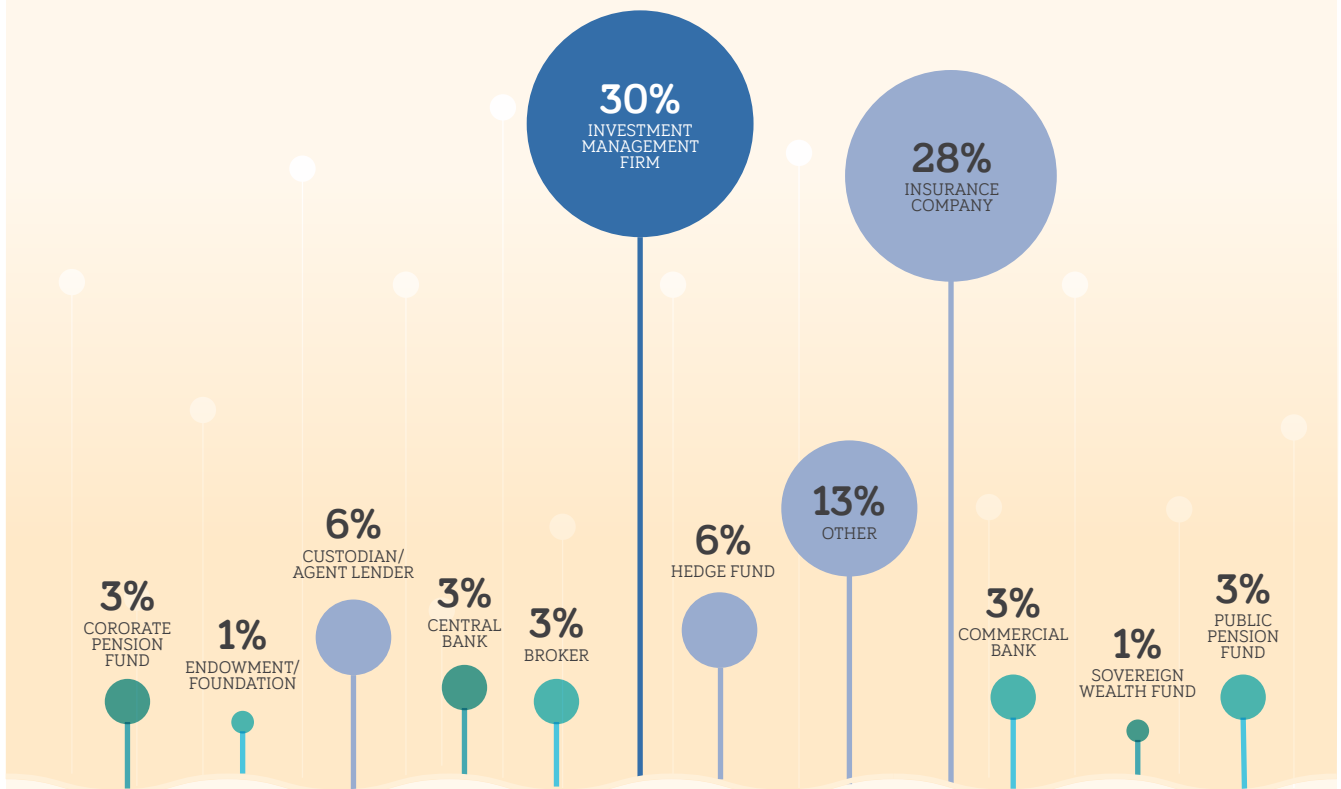 30%
INVESTMENT
MANAGEMENT
FIRM
28%
INSURANCE
COMPANY
13%
OTHER
6%
CUSTODIAN/
AGENT LENDER
6%
HEDGE FUND
3%
CORORATE
PENSION
FUND
1%
ENDOWMENT/
FOUNDATION
3%
CENTRAL
BANK
3%
BROKER
3%
COMMERCIAL
BANK
1%
SOVEREIGN
WEALTH FUND
3%
PUBLIC
PENSION
FUND